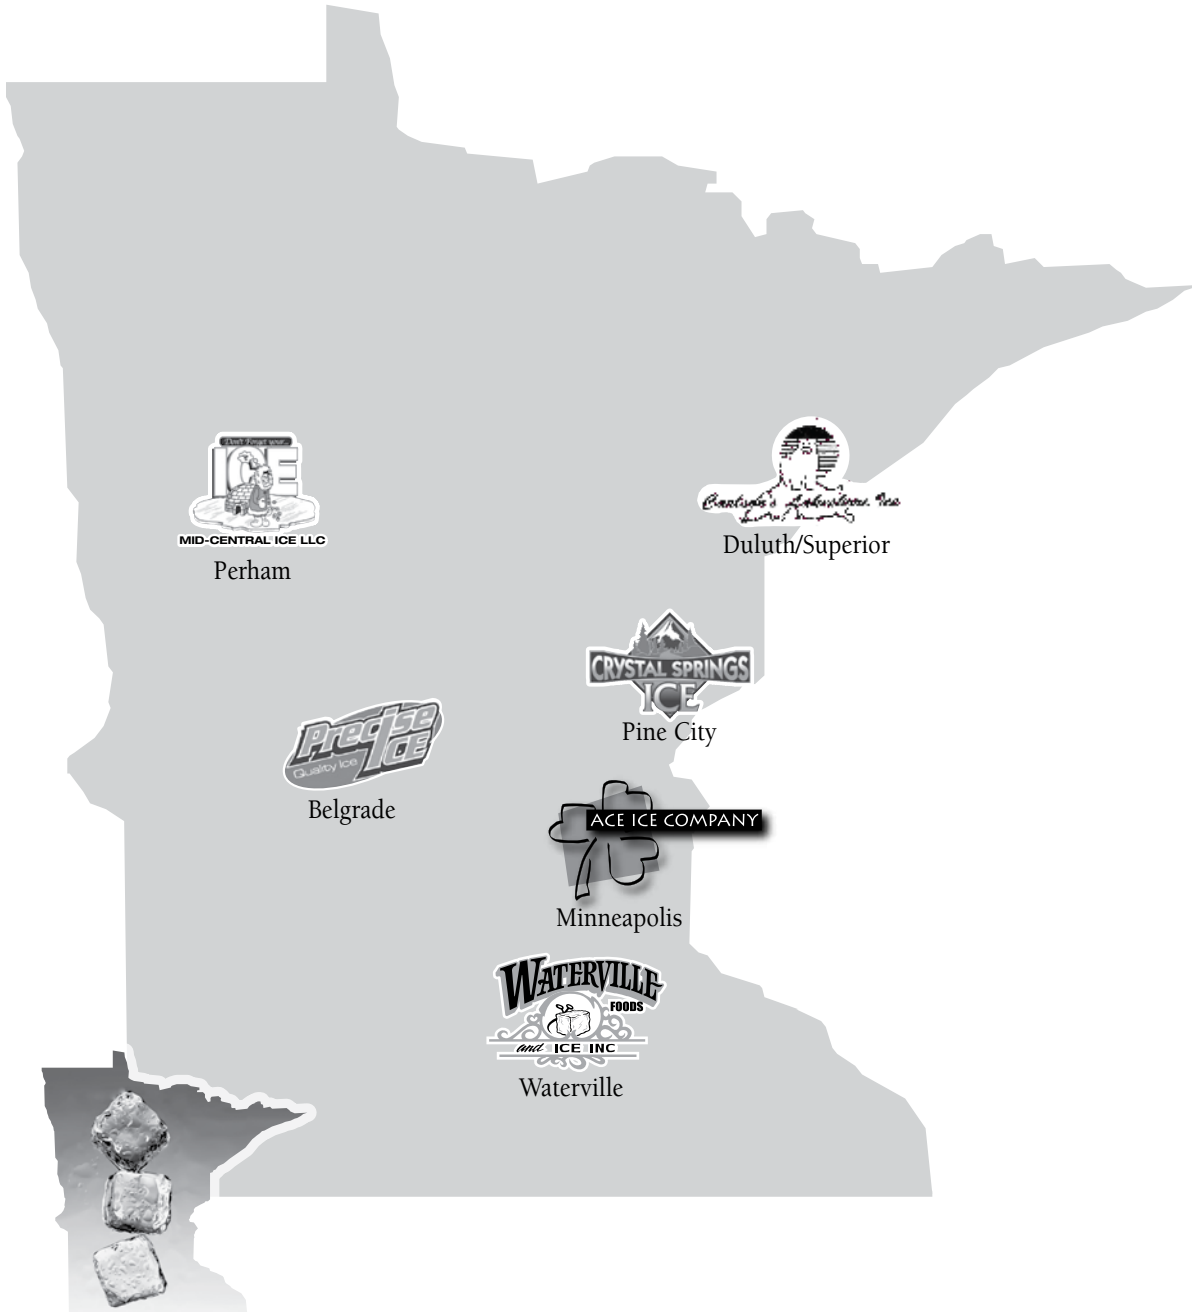 Don't Forget your...
ICE
MID-CENTRAL ICE LLC
Perham
Duluth/Superior
CRYSTAL SPRINGS
ICE
Pine City
Precise
ICE
Quality Ice
Belgrade
ACE ICE COMPANY
Minneapolis
WATERVILLE
FOODS
and ICE INC
Waterville